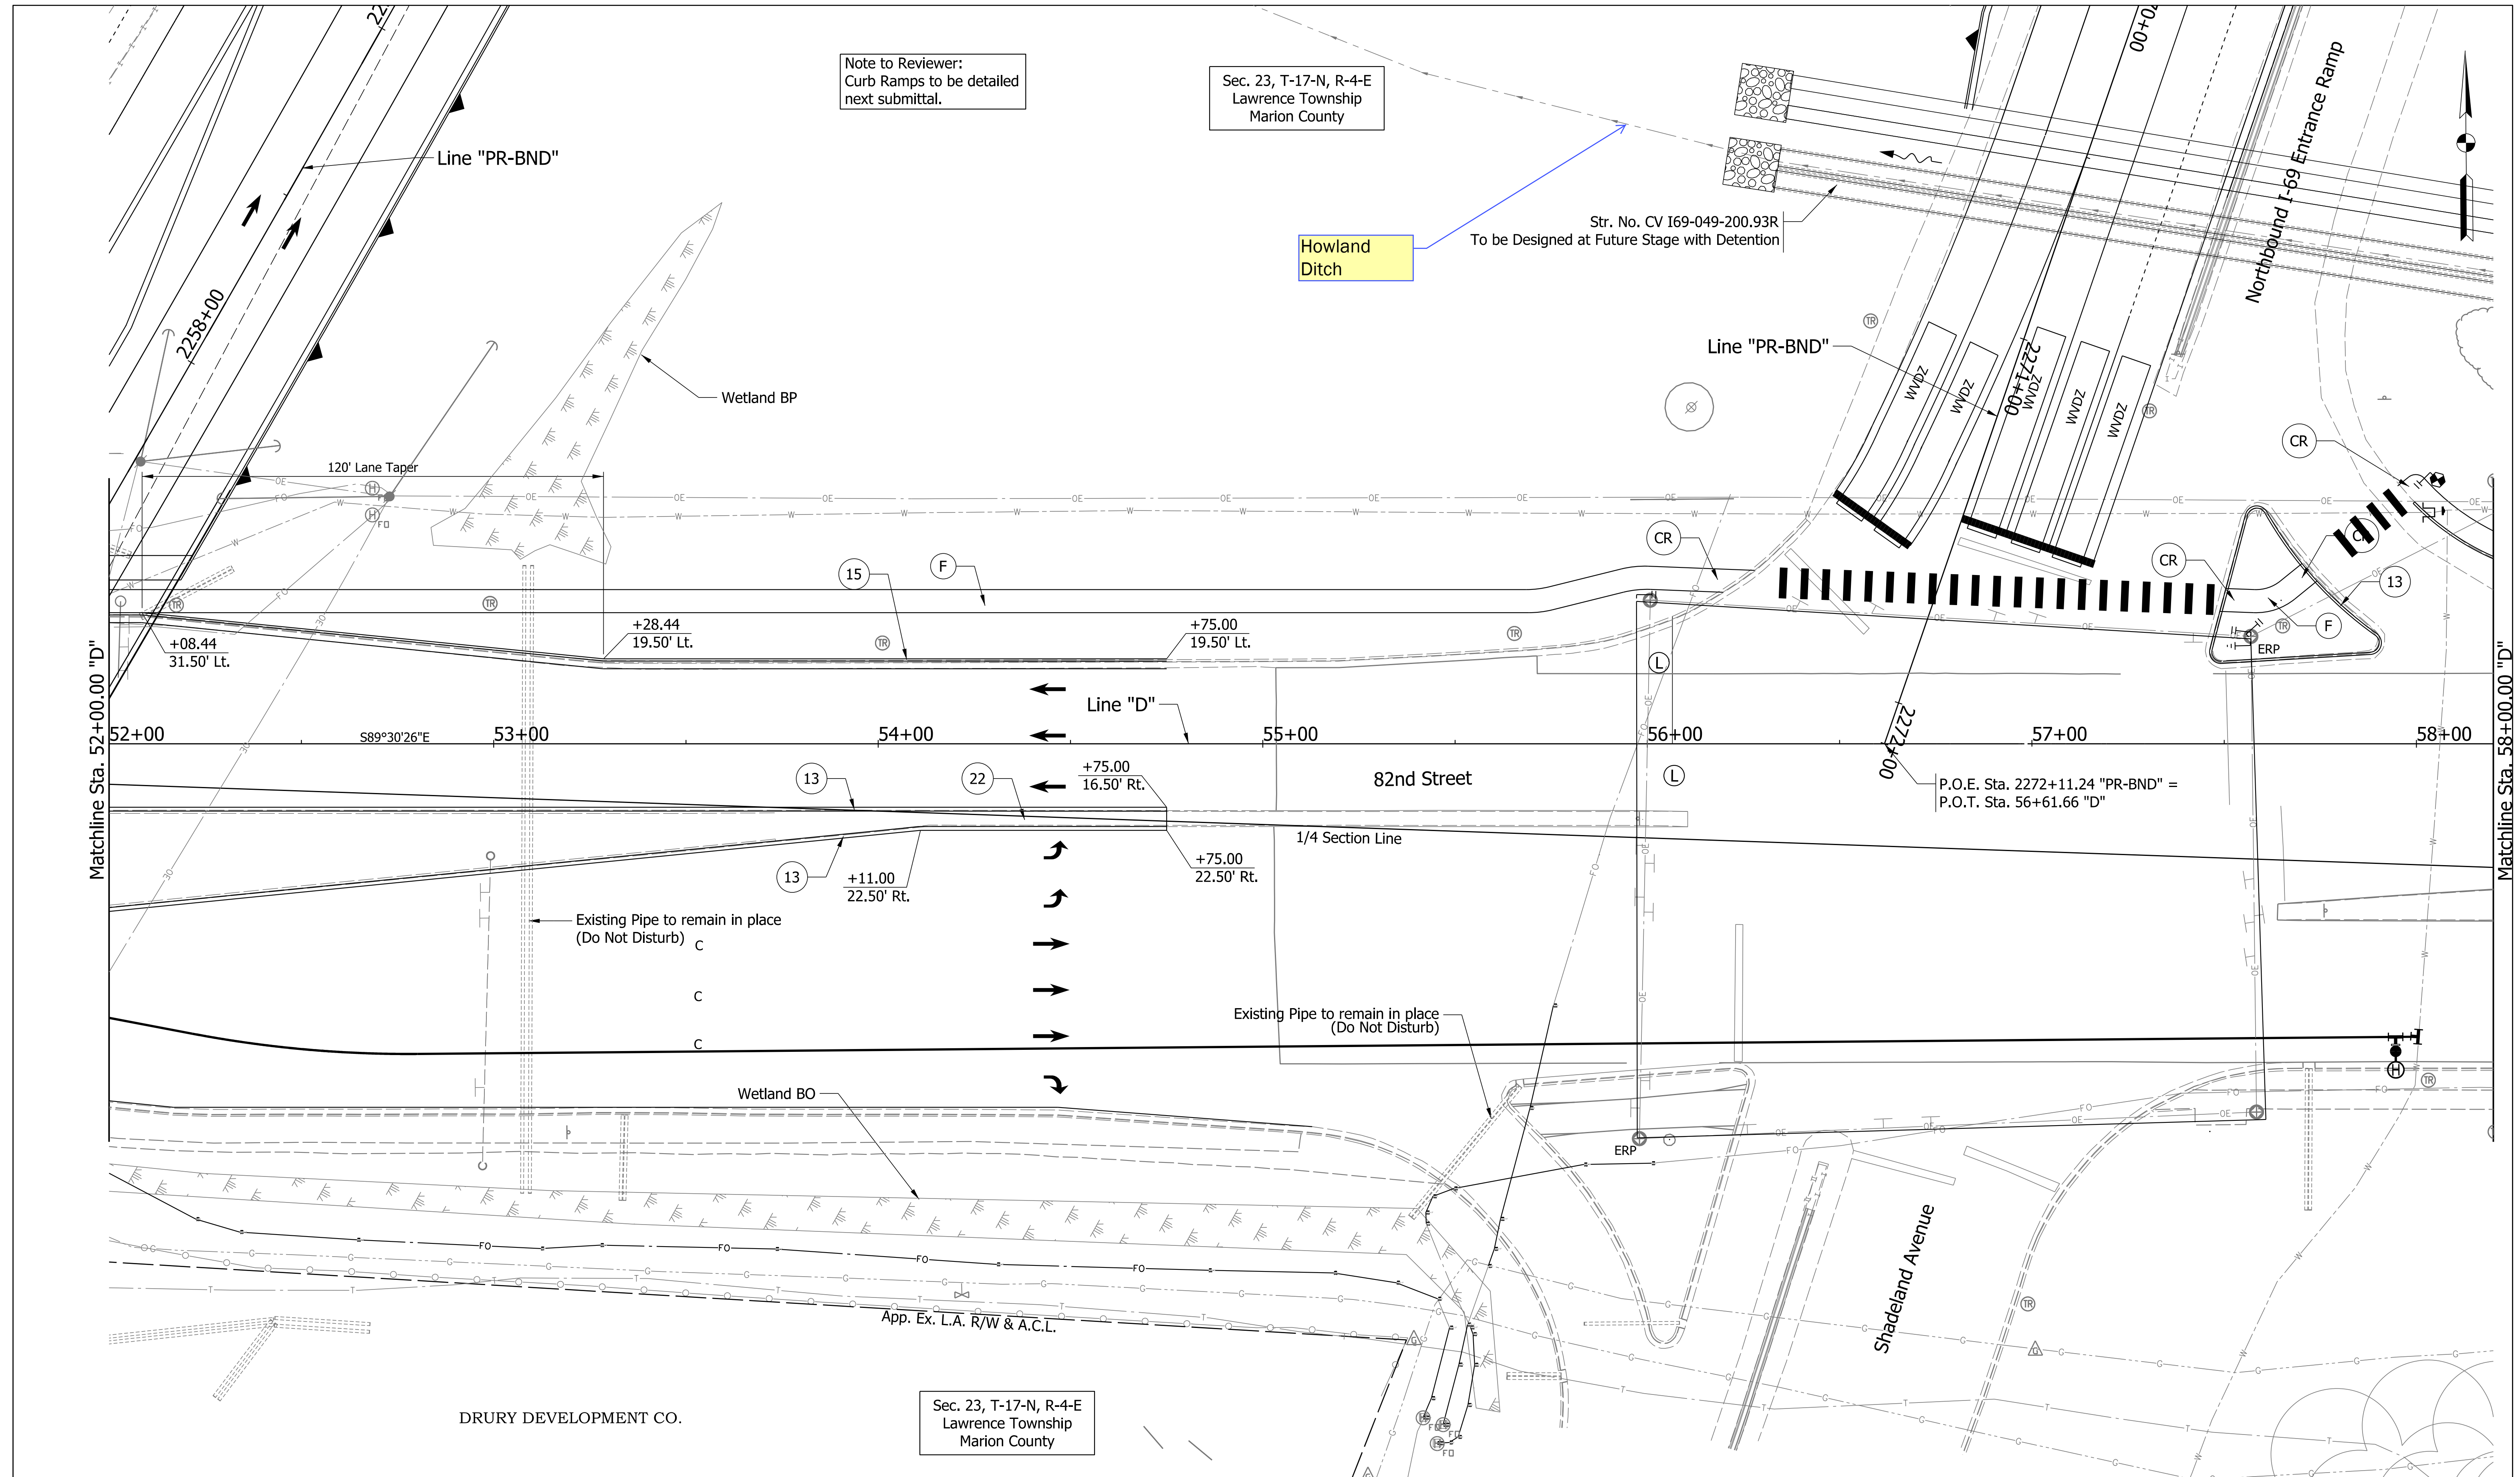 Note to Reviewer:
Curb Ramps to be detailed
next submittal.
Sec. 23, T-17-N, R-4-E
Lawrence Township
Marion County
Line "PR-BND"
2258+00
Howland
Ditch
Str. No. CV I69-049-200.93R
To be Designed at Future Stage with Detention
Northbound I-69 Entrance Ramp
Line "PR-BND"
2271+00
WVDZ
WVDZ
WVDZ
WVDZ
WVDZ
Wetland BP
120' Lane Taper
CR
CR
CR
15
F
13
F
ERP
+08.44
31.50' Lt.
+28.44
19.50' Lt.
+75.00
19.50' Lt.
L
Line "D"
Matchline Sta. 52+00.00 "D"
52+00
S89°30'26"E
53+00
54+00
55+00
56+00
57+00
58+00
Matchline Sta. 58+00.00 "D"
2272+00
P.O.E. Sta. 2272+11.24 "PR-BND" =
P.O.T. Sta. 56+61.66 "D"
13
22
+75.00
16.50' Rt.
82nd Street
L
1/4 Section Line
13
+11.00
22.50' Rt.
+75.00
22.50' Rt.
Existing Pipe to remain in place
(Do Not Disturb)
C
C
C
Existing Pipe to remain in place
(Do Not Disturb)
Wetland BO
H
ERP
TR
FO
FO
FO
Shadeland Avenue
App. Ex. L.A. R/W & A.C.L.
DRURY DEVELOPMENT CO.
Sec. 23, T-17-N, R-4-E
Lawrence Township
Marion County